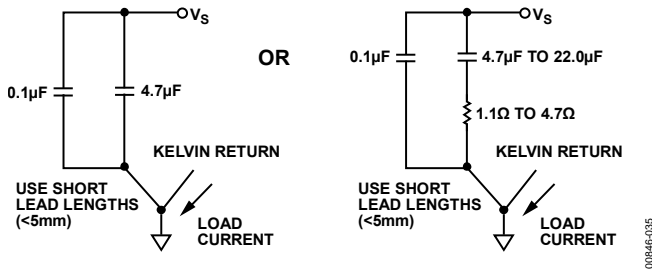 VS
0.1µF
4.7µF
KELVIN RETURN
USE SHORT
LEAD LENGTHS
(<5mm)
LOAD
CURRENT
OR
VS
0.1µF
4.7µF TO 22.0µF
1.1Ω TO 4.7Ω
KELVIN RETURN
USE SHORT
LEAD LENGTHS
(<5mm)
LOAD
CURRENT
00846-035